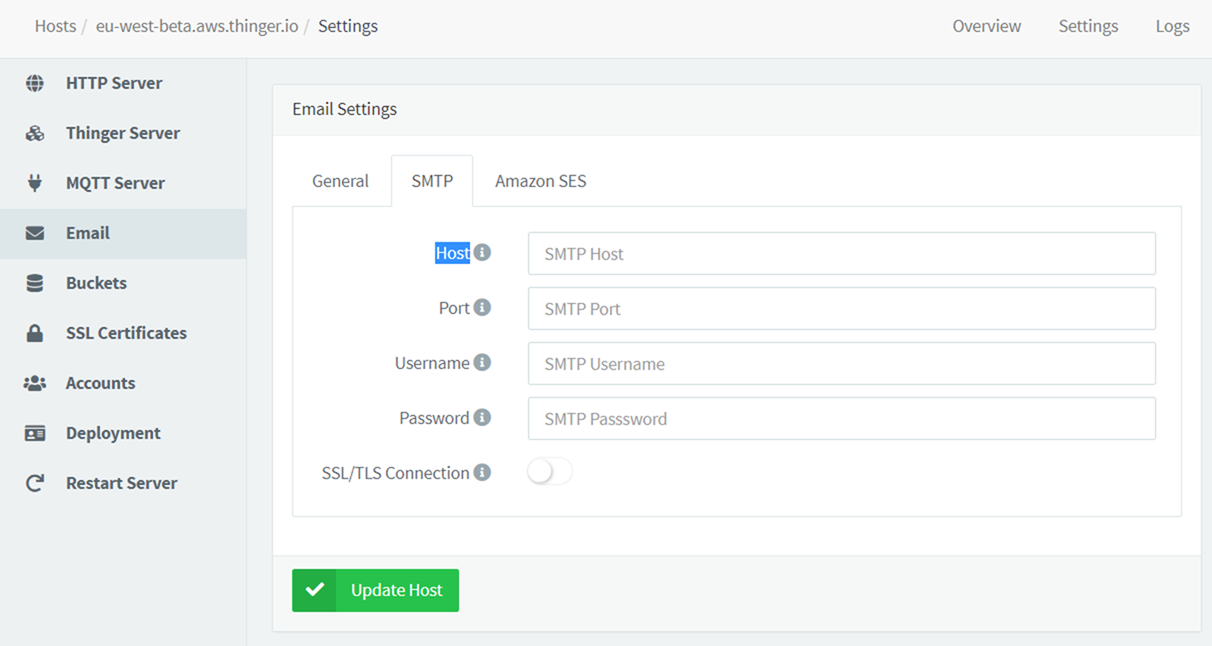 Hosts / eu-west-beta.aws.thinger.io / Settings
Overview Settings Logs
HTTP Server
Thinger Server
MQTT Server
Email
Buckets
SSL Certificates
Accounts
Deployment
Restart Server
Email Settings
General SMTP Amazon SES
Host SMTP Host
Port SMTP Port
Username SMTP Username
Password SMTP Passsword
SSL/TLS Connection
Update Host